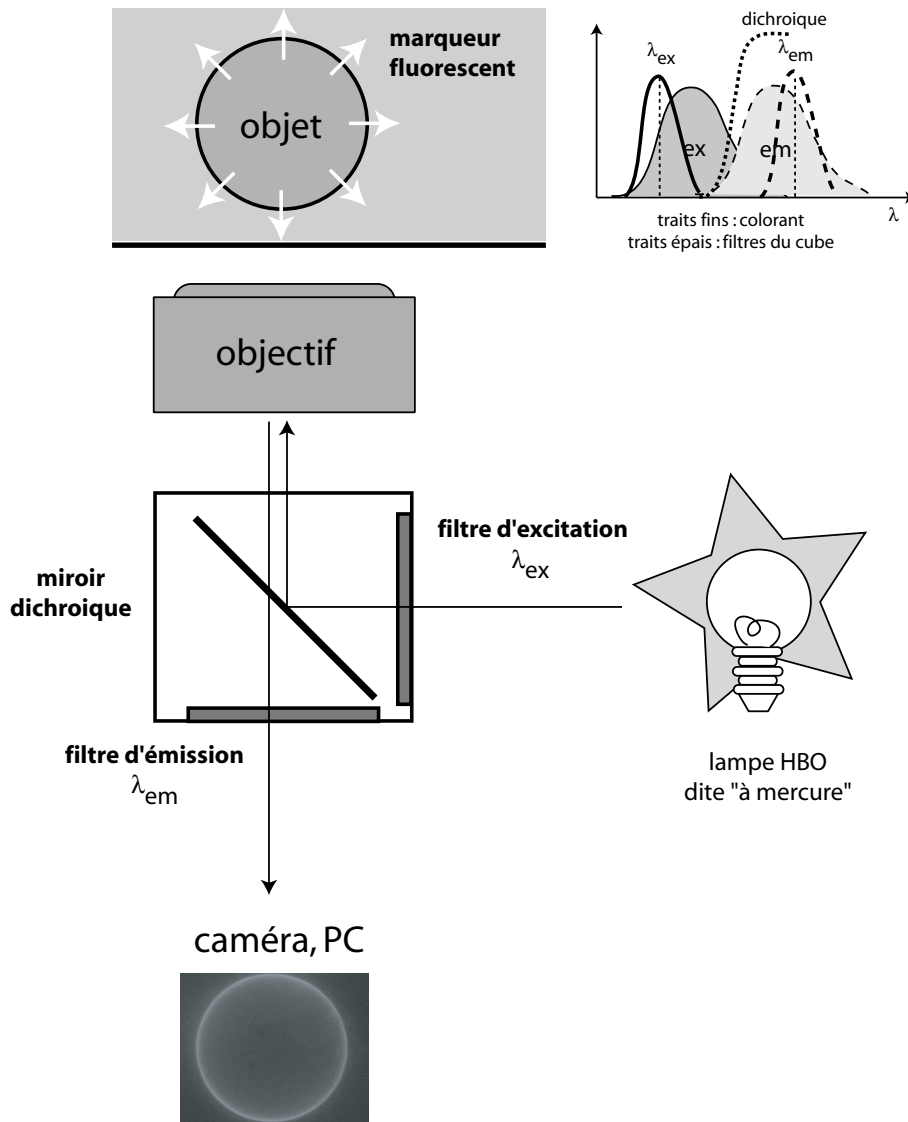 marqueur
fluorescent
objet
dichroique
λex
λem
ex
em
λ
traits fins : colorant
traits épais : filtres du cube
objectif
filtre d'excitation
λex
miroir
dichroique
filtre d'émission
λem
lampe HBO
dite "à mercure"
caméra, PC